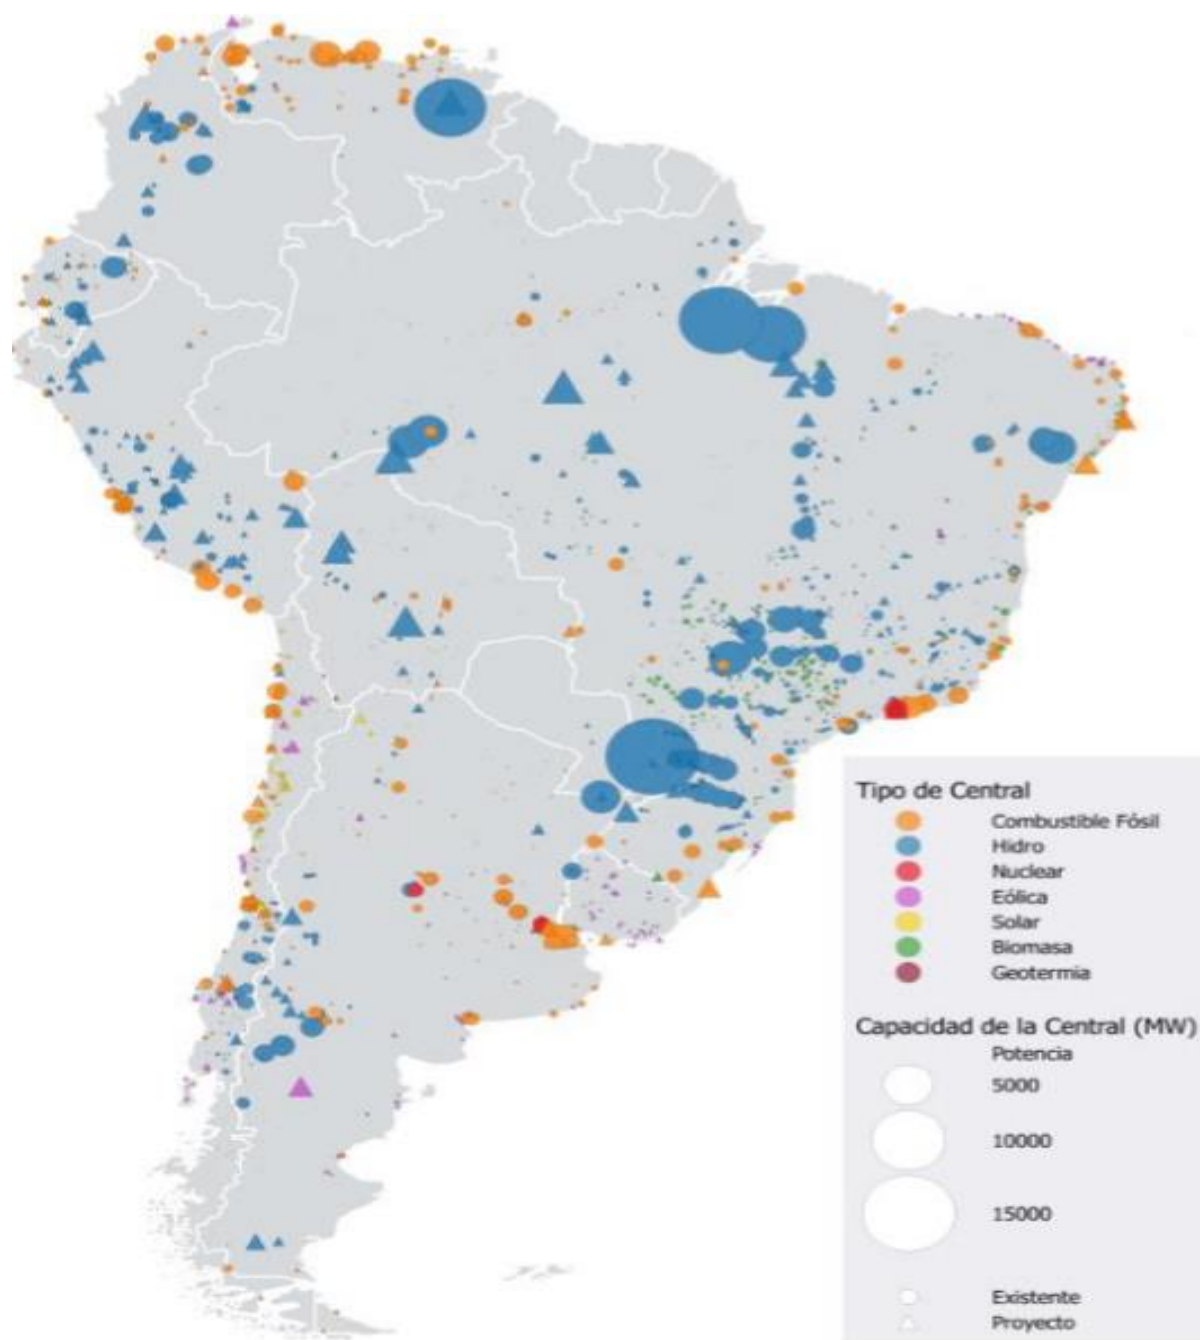 Tipo de Central
Combustible Fósil
Hidro
Nuclear
Eólica
Solar
Biomasa
Geotermia
Capacidad de la Central (MW)
Potencia
5000
10000
15000
Existente
Proyecto